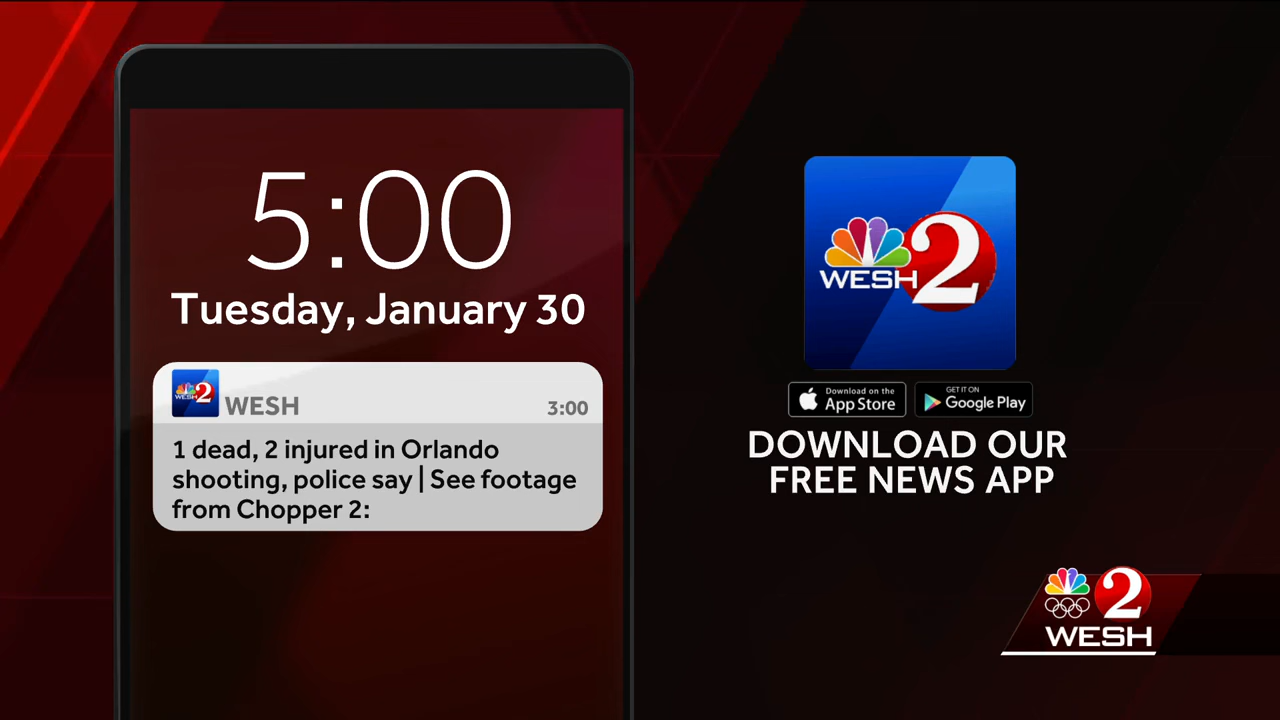 5:00
Tuesday, January 30
WESH 2
WESH
3:00
1 dead, 2 injured in Orlando
shooting, police say | See footage
from Chopper 2:
WESH 2
Download on the
App Store
GET IT ON
Google Play
DOWNLOAD OUR
FREE NEWS APP
2
WESH